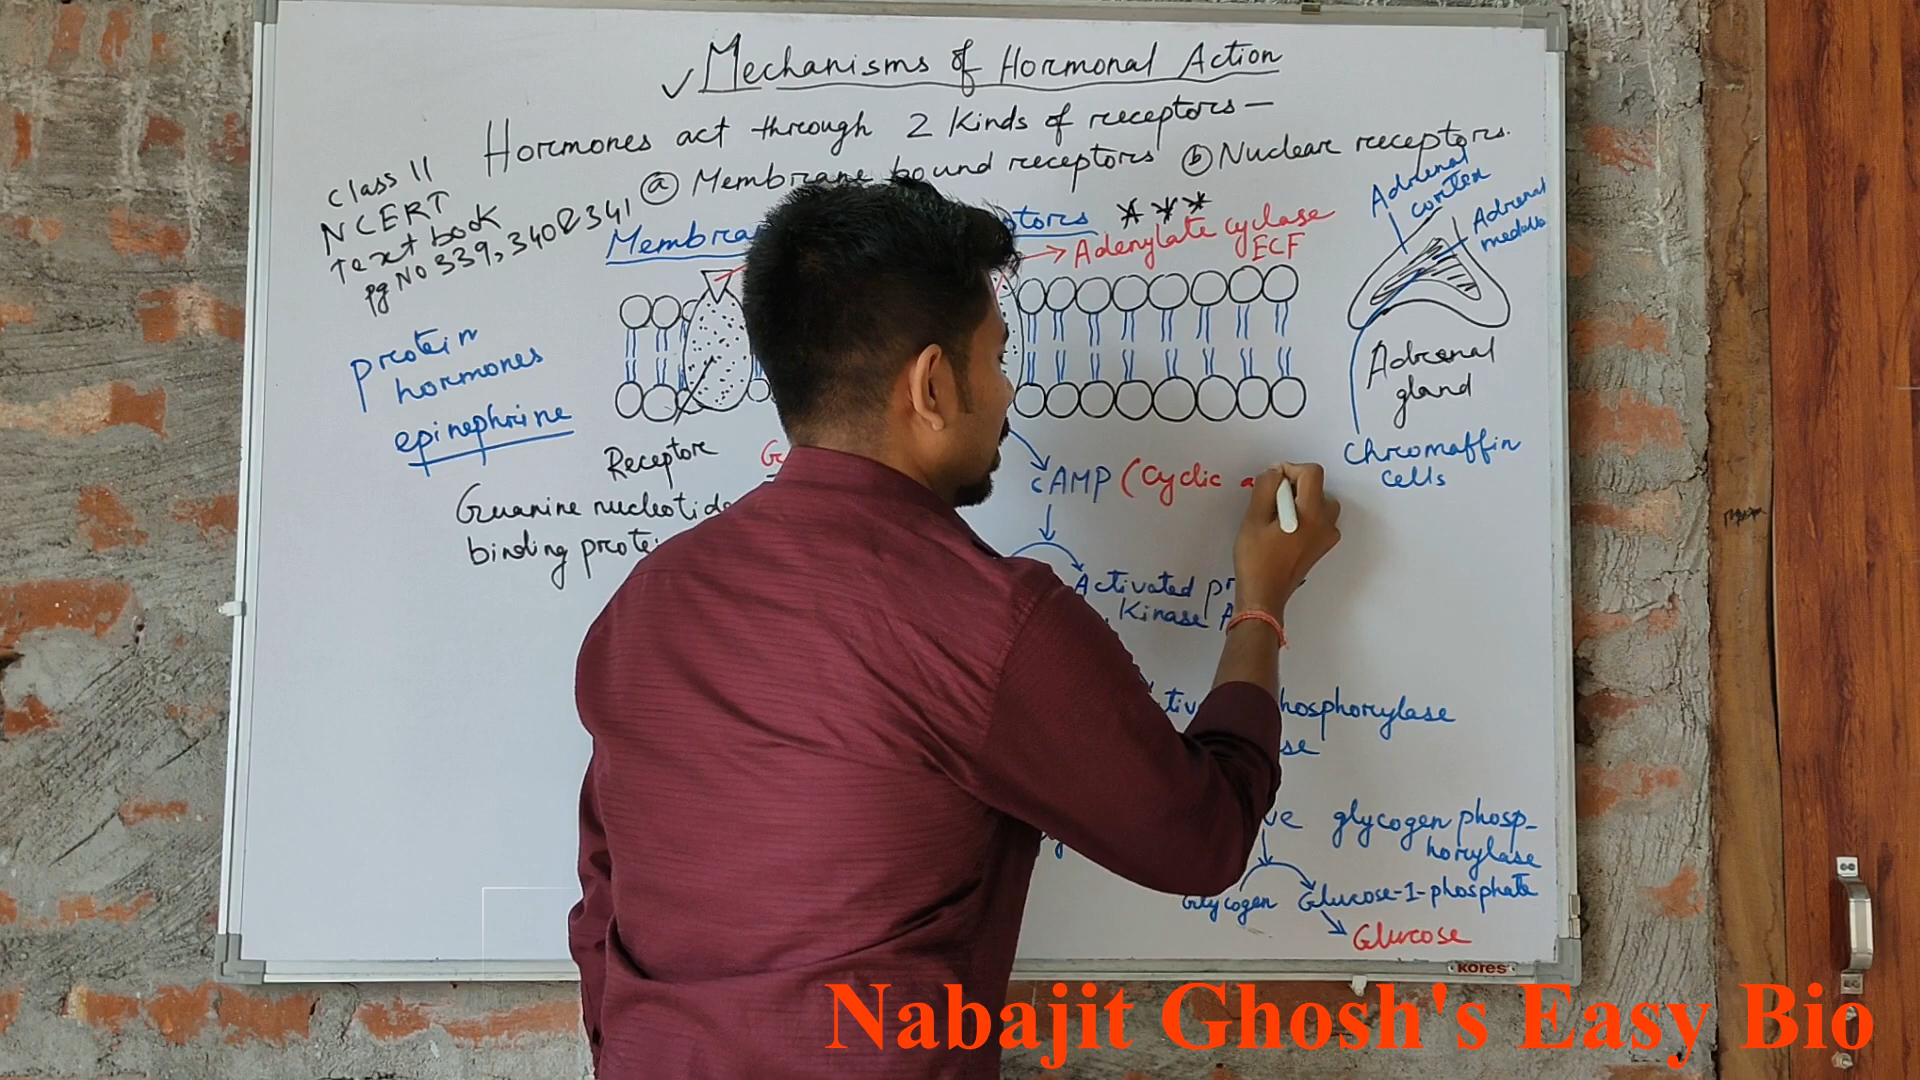 Mechanisms of Hormonal Action
Hormones act through 2 kinds of receptors —
class 11
NCERT
Text book
pg No 339, 340 & 341
(a) Membrane bound receptors (b) Nuclear receptors.
Membra
ptors ***
Adenylate cyclase
ECF
Adrenal
cortex
Adrenal
medulla
protein
hormones
epinephrine
Adrenal
gland
Chromaffin
cells
Receptor
G
Guanine nucleotide
binding protei
cAMP (Cyclic a
Activated pr
Kinase A
tiv hosphorylase
se
ve glycogen phosp-
horylase
Glycogen Glucose-1-phosphate
Glucose
KORES
Nabajit Ghosh's Easy Bio